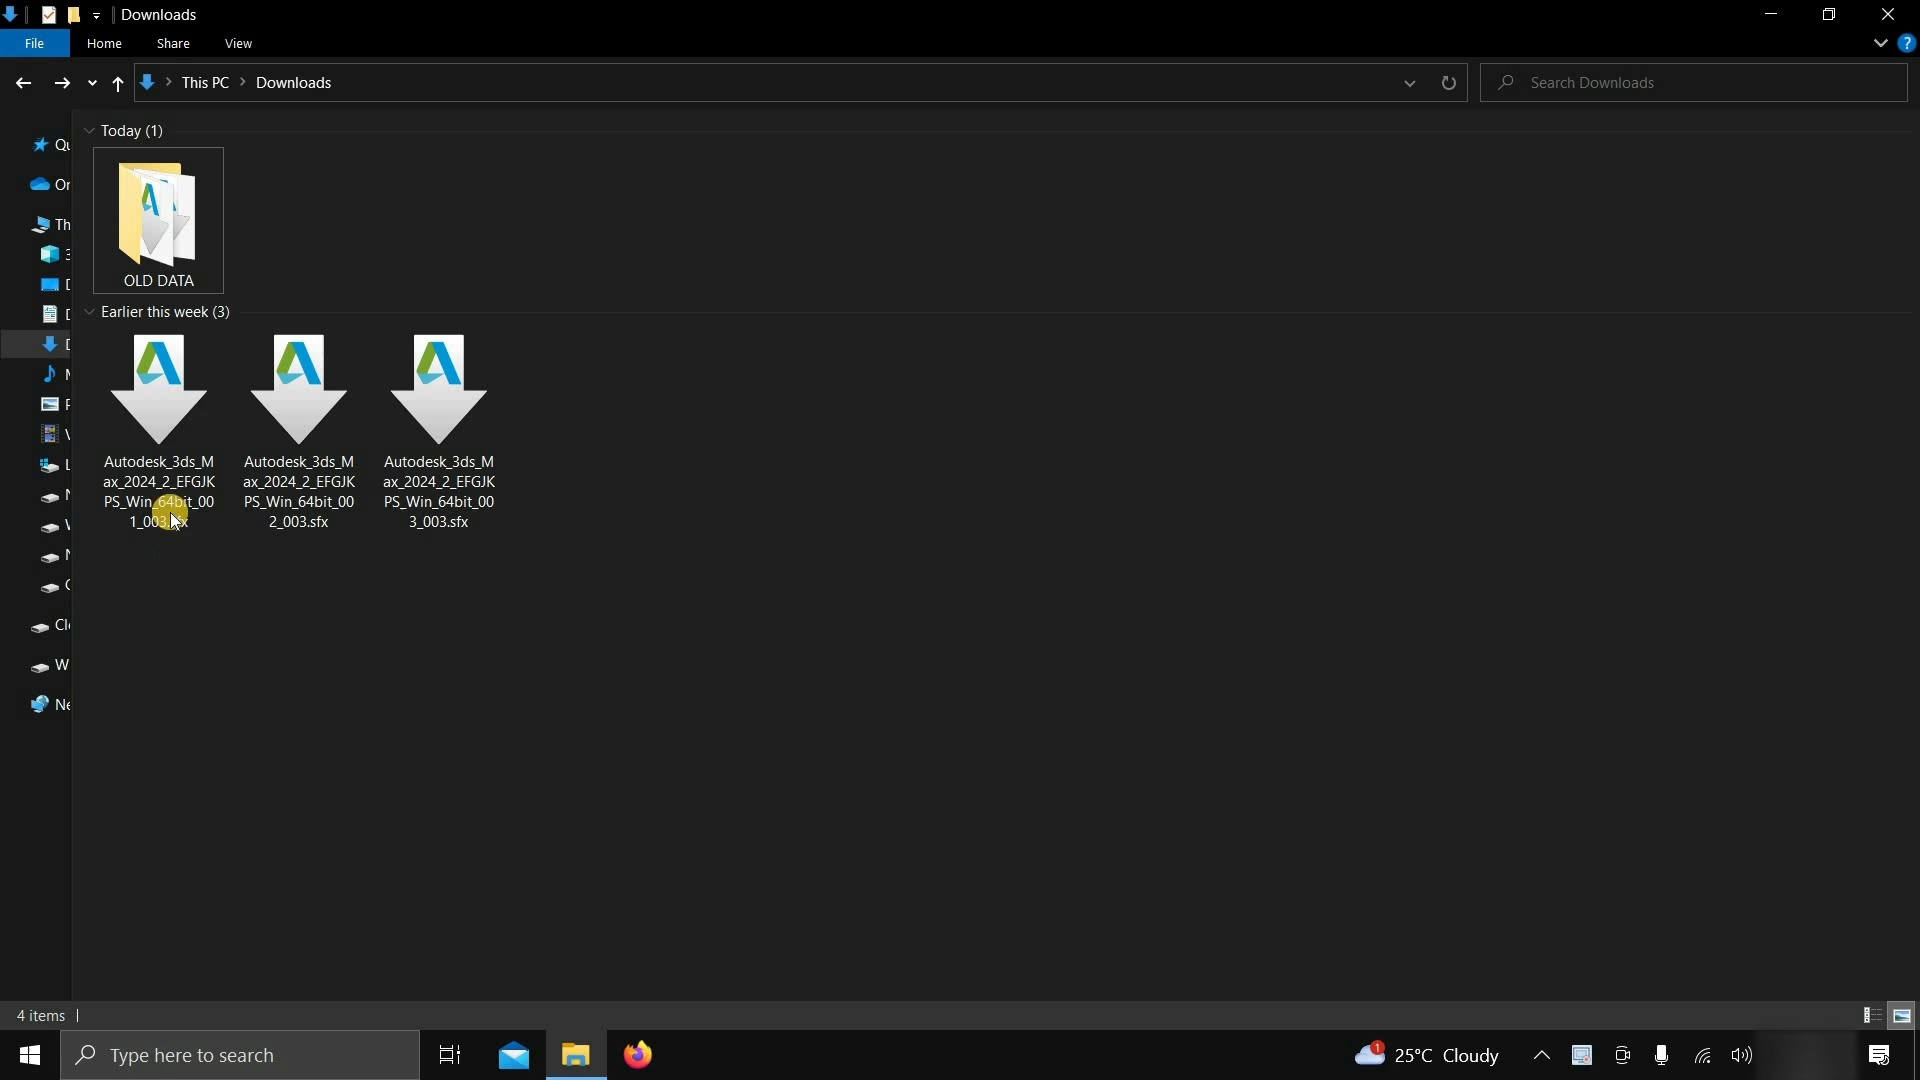 Downloads
File Home Share View
This PC Downloads
Search Downloads
Today (1)
OLD DATA
Earlier this week (3)
Autodesk_3ds_M
ax_2024_2_EFGJK
PS_Win_64bit_00
Autodesk_3ds_M
ax_2024_2_EFGJK
PS_Win_64bit_00
2_003.sfx
Autodesk_3ds_M
ax_2024_2_EFGJK
PS_Win_64bit_00
3_003.sfx
4 items
Type here to search
1
25°C Cloudy